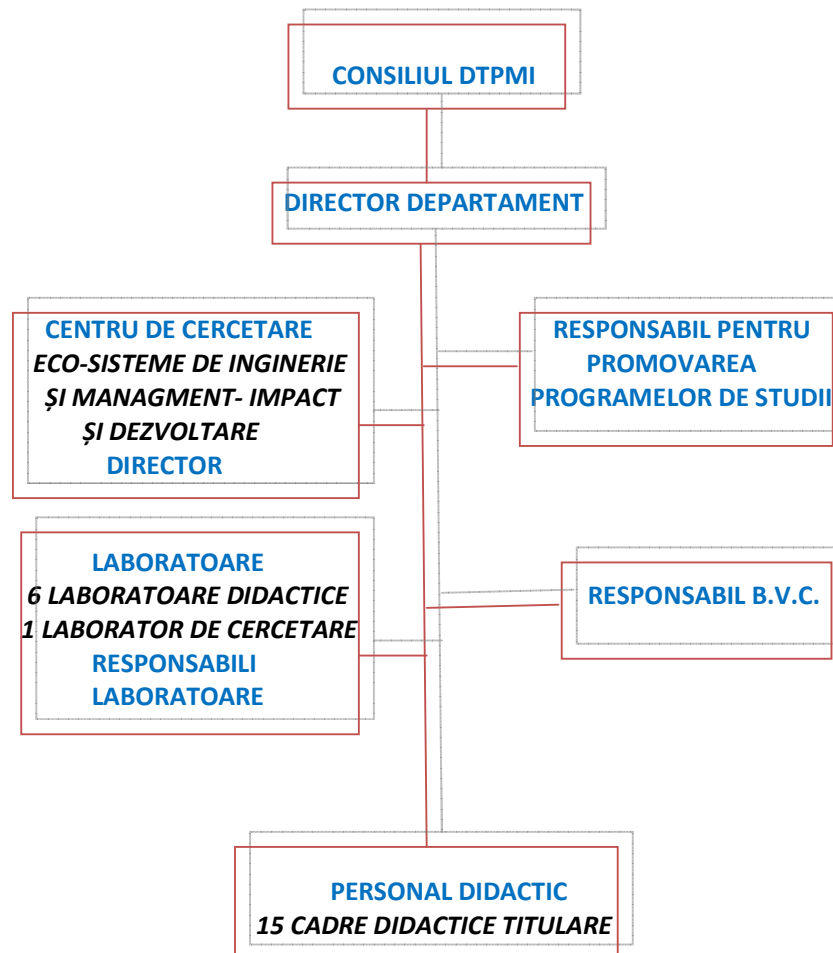 CONSILIUL DTPMI
DIRECTOR DEPARTAMENT
CENTRU DE CERCETARE
ECO-SISTEME DE INGINERIE
ȘI MANAGMENT- IMPACT
ȘI DEZVOLTARE
DIRECTOR
RESPONSABIL PENTRU
PROMOVAREA
PROGRAMELOR DE STUDII
LABORATOARE
6 LABORATOARE DIDACTICE
1 LABORATOR DE CERCETARE
RESPONSABILI
LABORATOARE
RESPONSABIL B.V.C.
PERSONAL DIDACTIC
15 CADRE DIDACTICE TITULARE